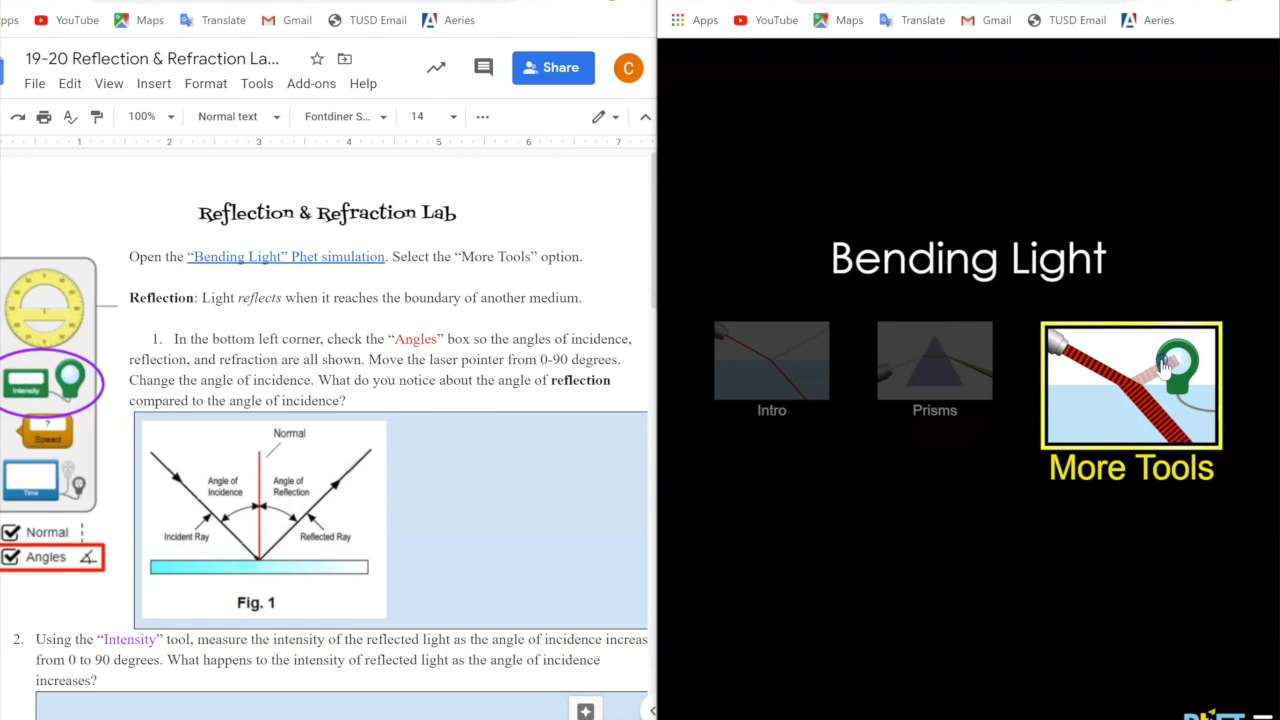 ps
YouTube
Maps
Translate
Gmail
TUSD Email
Aeries
19-20 Reflection & Refraction La...
Share
C
File Edit View Insert Format Tools Add-ons Help
100%
Normal text
Fontdiner S...
14
1 2 3 4 5 6 7
Reflection & Refraction Lab
Open the “Bending Light” Phet simulation. Select the “More Tools” option.
Reflection: Light reflects when it reaches the boundary of another medium.
1. In the bottom left corner, check the “Angles” box so the angles of incidence,
reflection, and refraction are all shown. Move the laser pointer from 0-90 degrees.
Change the angle of incidence. What do you notice about the angle of reflection
compared to the angle of incidence?
Intensity
?
Speed
Time
Normal
Angles
Normal
Angle of
Incidence
Angle of
Reflection
Incident Ray
Reflected Ray
Fig. 1
2. Using the “Intensity” tool, measure the intensity of the reflected light as the angle of incidence increas
from 0 to 90 degrees. What happens to the intensity of reflected light as the angle of incidence
increases?
Apps
YouTube
Maps
Translate
Gmail
TUSD Email
Aeries
Bending Light
Intro
Prisms
More Tools